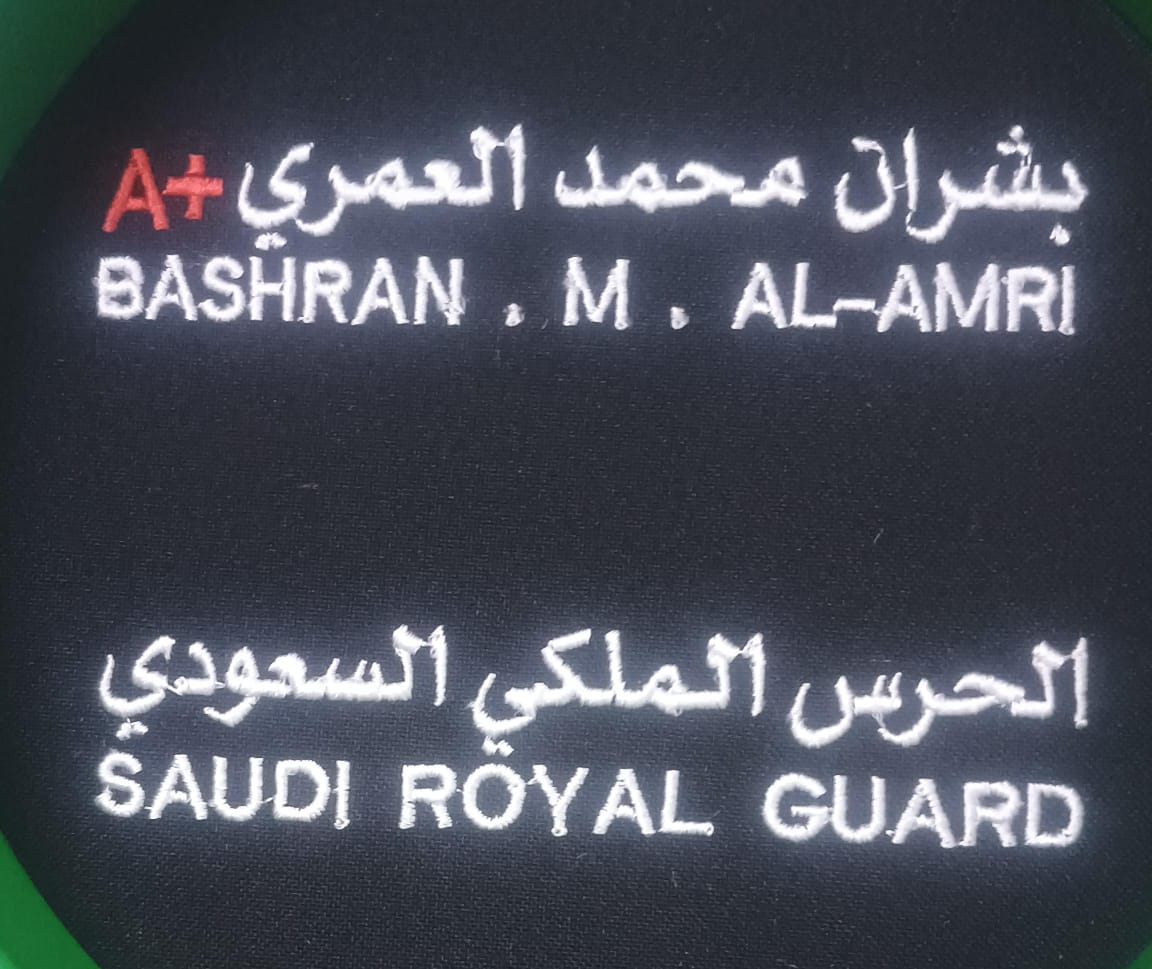 بشران محمد العمري A+
BASHRAN . M . AL-AMRI
الحرس الملكي السعودي
SAUDI ROYAL GUARD